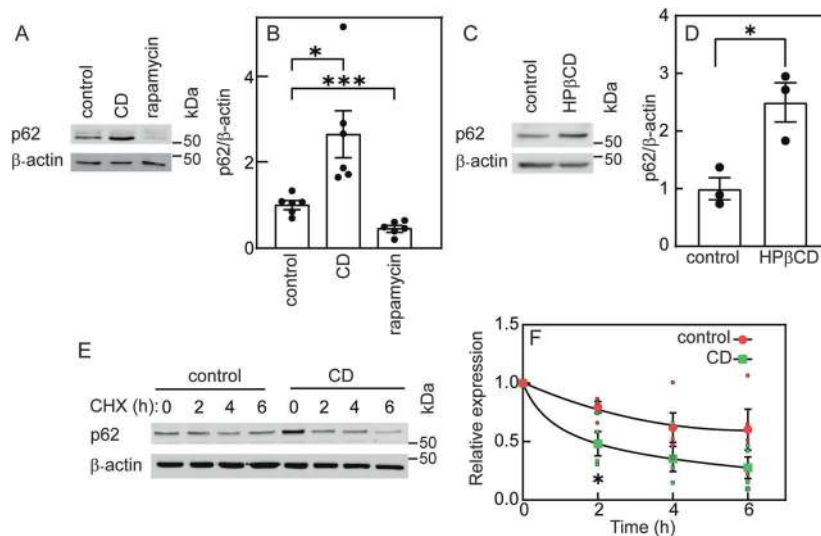 A
control
CD
rapamycin
kDa
p62
50
β-actin
50
B
p62/β-actin
4
2
0
*
***
control
CD
rapamycin
C
control
HPβCD
kDa
p62
50
β-actin
50
D
p62/β-actin
4
3
2
1
0
*
control
HPβCD
E
control
CD
CHX (h): 0 2 4 6 0 2 4 6 kDa
p62
50
β-actin
50
F
Relative expression
1.5
1.0
0.5
0.0
control
CD
*
0 2 4 6
Time (h)